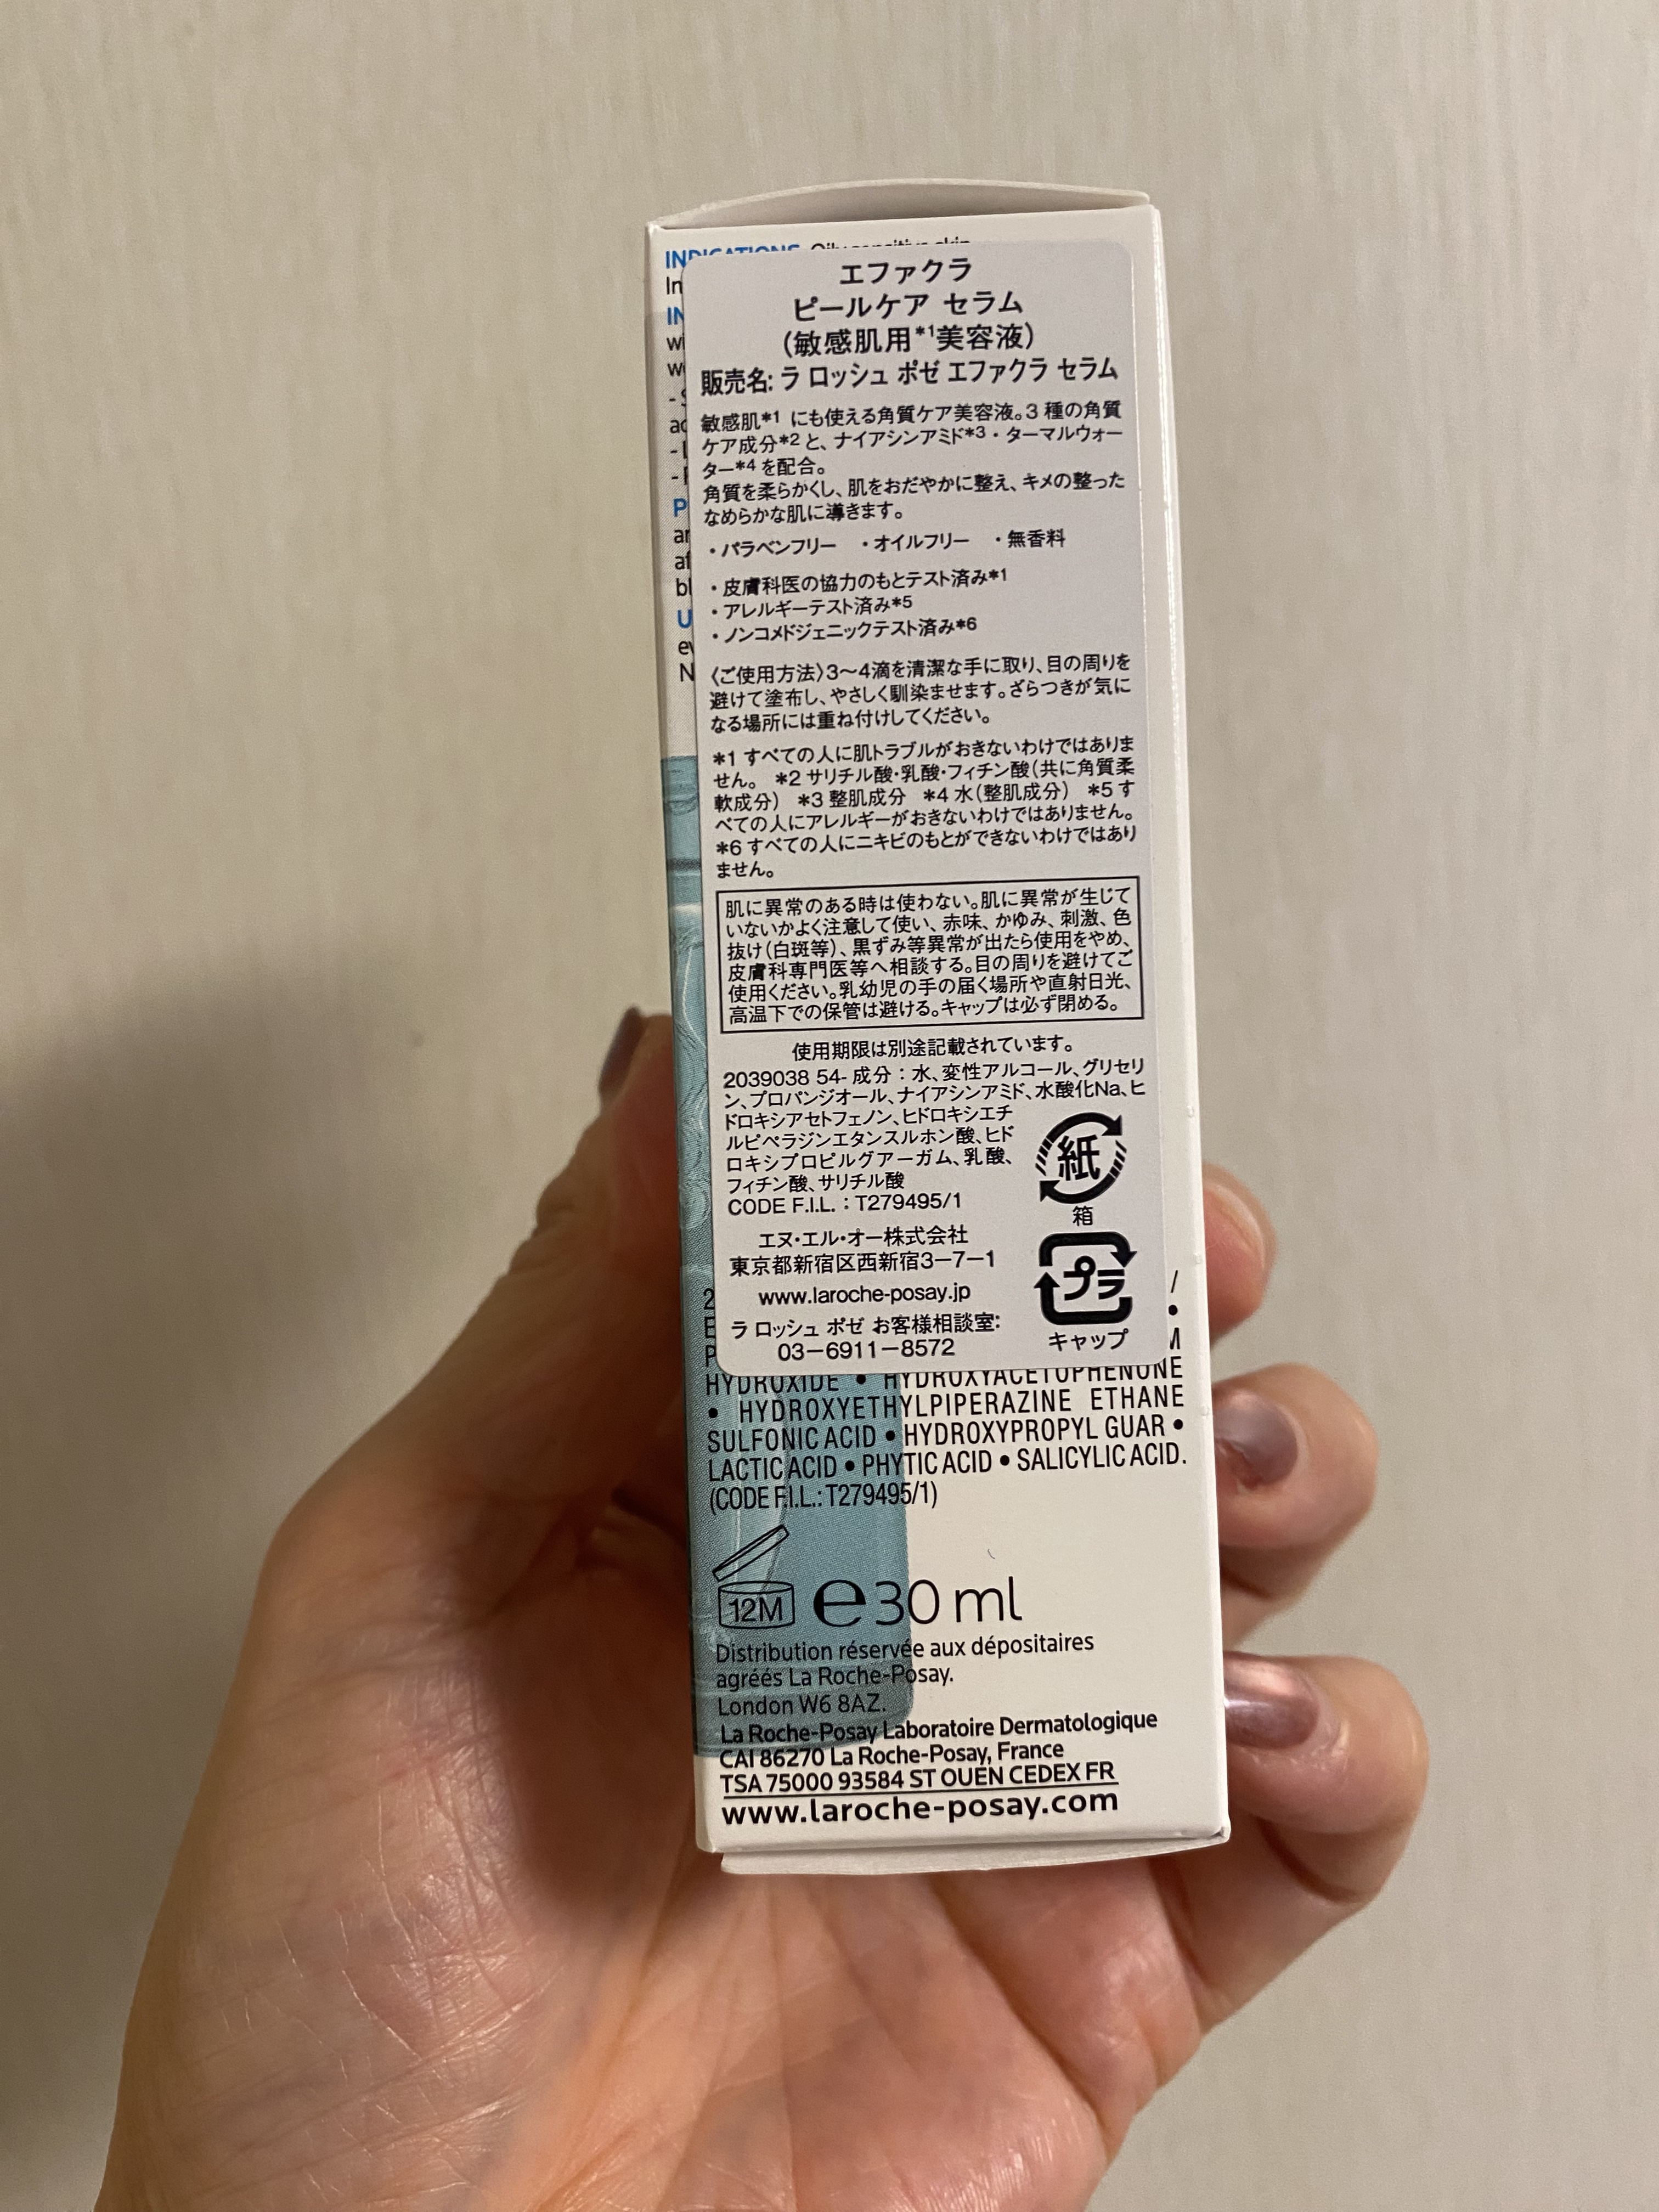 INDICATIONS Oily sensitive skin
エファクラ
ピールケア セラム
(敏感肌用*1美容液)
販売名: ラ ロッシュ ポゼ エファクラ セラム
敏感肌*1 にも使える角質ケア美容液。3 種の角質
ケア成分*2 と、ナイアシンアミド*3・ターマルウォー
ター*4 を配合。
角質を柔らかくし、肌をおだやかに整え、キメの整った
なめらかな肌に導きます。
・パラベンフリー ・オイルフリー ・無香料
・皮膚科医の協力のもとテスト済み*1
・アレルギーテスト済み*5
・ノンコメドジェニックテスト済み*6
〈ご使用方法〉3〜4滴を清潔な手に取り、目の周りを
避けて塗布し、やさしく馴染ませます。ざらつきが気に
なる場所には重ね付けしてください。
*1 すべての人に肌トラブルがおきないわけではありま
せん。 *2 サリチル酸・乳酸・フィチン酸(共に角質柔
軟成分) *3 整肌成分 *4 水(整肌成分) *5 す
べての人にアレルギーがおきないわけではありません。
*6 すべての人にニキビのもとができないわけではあり
ません。
肌に異常のある時は使わない。肌に異常が生じて
いないかよく注意して使い、赤味、かゆみ、刺激、色
抜け(白斑等)、黒ずみ等異常が出たら使用をやめ、
皮膚科専門医等へ相談する。目の周りを避けてご
使用ください。乳幼児の手の届く場所や直射日光、
高温下での保管は避ける。キャップは必ず閉める。
使用期限は別途記載されています。
2039038 54- 成分：水、変性アルコール、グリセリ
ン、プロパンジオール、ナイアシンアミド、水酸化Na、ヒ
ドロキシアセトフェノン、ヒドロキシエチ
ルピペラジンエタンスルホン酸、ヒド
ロキシプロピルグアーガム、乳酸、
フィチン酸、サリチル酸
CODE F.I.L.：T279495/1
紙
箱
エヌ・エル・オー株式会社
東京都新宿区西新宿3－7－1
www.laroche-posay.jp
ラ ロッシュ ポゼ お客様相談室:
03－6911－8572
プラ
キャップ
HYDROXIDE • HYDROXYACETOPHENONE
• HYDROXYETHYLPIPERAZINE ETHANE
SULFONIC ACID • HYDROXYPROPYL GUAR •
LACTIC ACID • PHYTIC ACID • SALICYLIC ACID.
(CODE F.I.L.: T279495/1)
12M e 30 ml
Distribution réservée aux dépositaires
agréés La Roche-Posay.
London W6 8AZ.
La Roche-Posay Laboratoire Dermatologique
CAI 86270 La Roche-Posay, France
TSA 75000 93584 ST OUEN CEDEX FR
www.laroche-posay.com